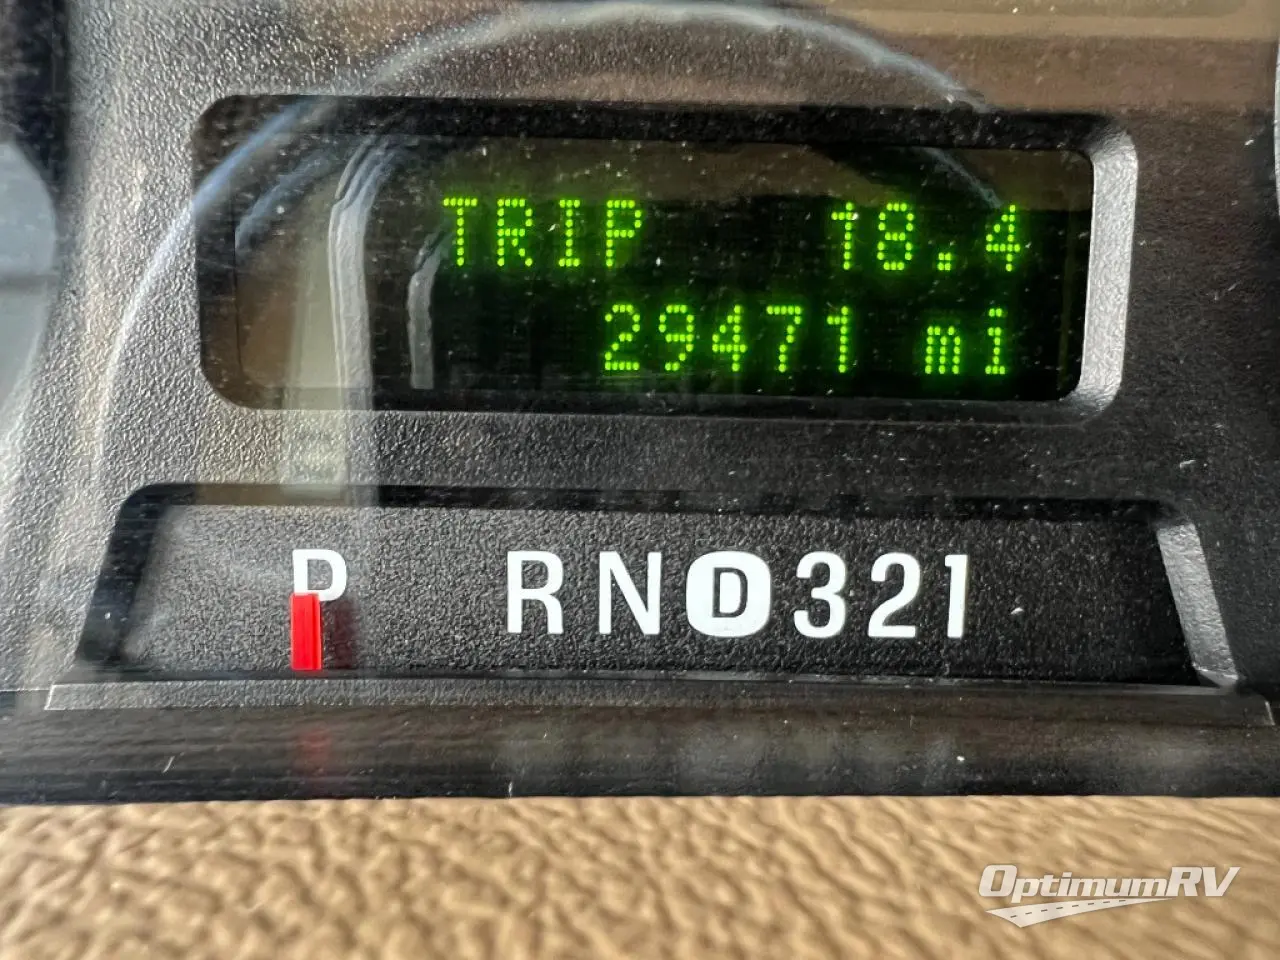 TRIP 18.4
29471 mi
P RND321
OptimumRV